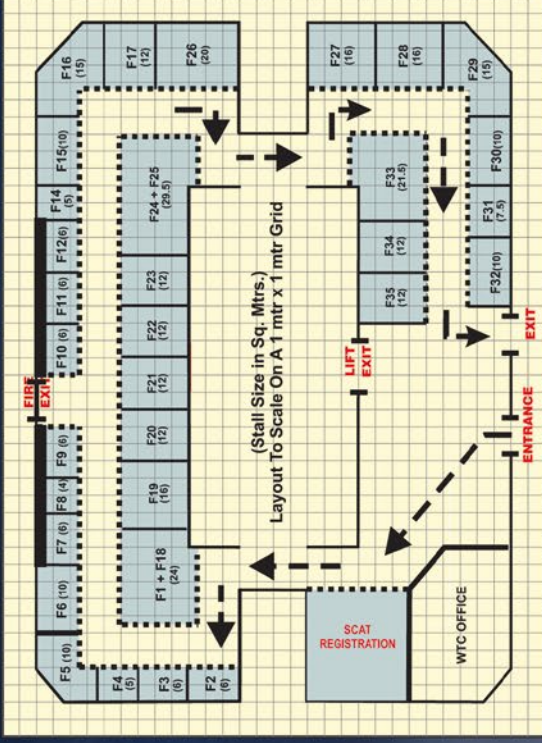 F16
(15)
F17
(12)
F26
(20)
F27
(16)
F28
(16)
F29
(15)
F15(10)
F14
(5)
F12(6)
F11 (6)
F10 (6)
FIRE
EXIT
F9 (6)
F8 (4)
F7 (6)
F6 (10)
F5 (10)
F4
(5)
F3
(6)
F2
(6)
F24 + F25
(29.5)
F23
(12)
F22
(12)
F21
(12)
F20
(12)
F19
(16)
F1 + F18
(24)
(Stall Size in Sq. Mtrs.)
Layout To Scale On A 1 mtr x 1 mtr Grid
F33
(21.5)
F34
(12)
F35
(12)
F30(10)
F31
(7.5)
F32(10)
LIFT
EXIT
EXIT
ENTRANCE
SCAT
REGISTRATION
WTC OFFICE